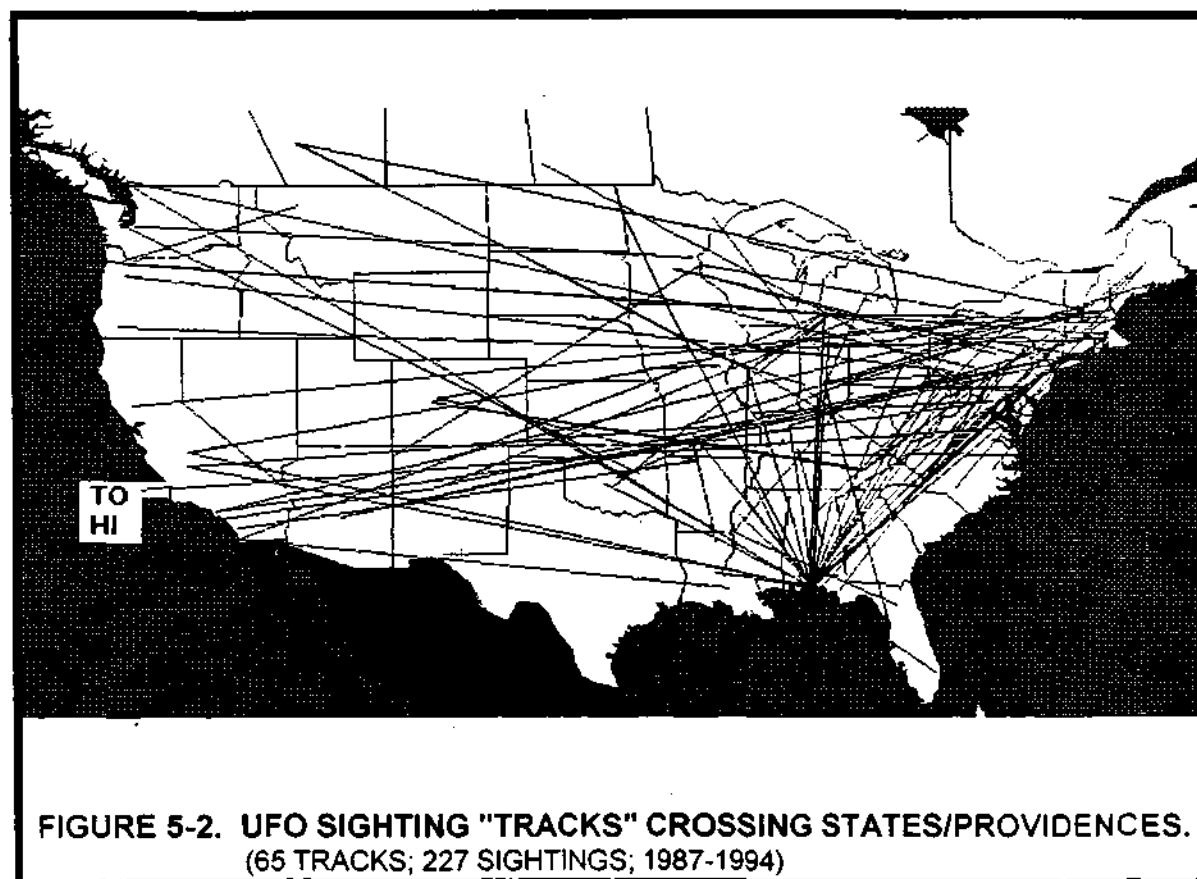 TO
HI
FIGURE 5-2. UFO SIGHTING "TRACKS" CROSSING STATES/PROVIDENCES.
(65 TRACKS; 227 SIGHTINGS; 1987-1994)